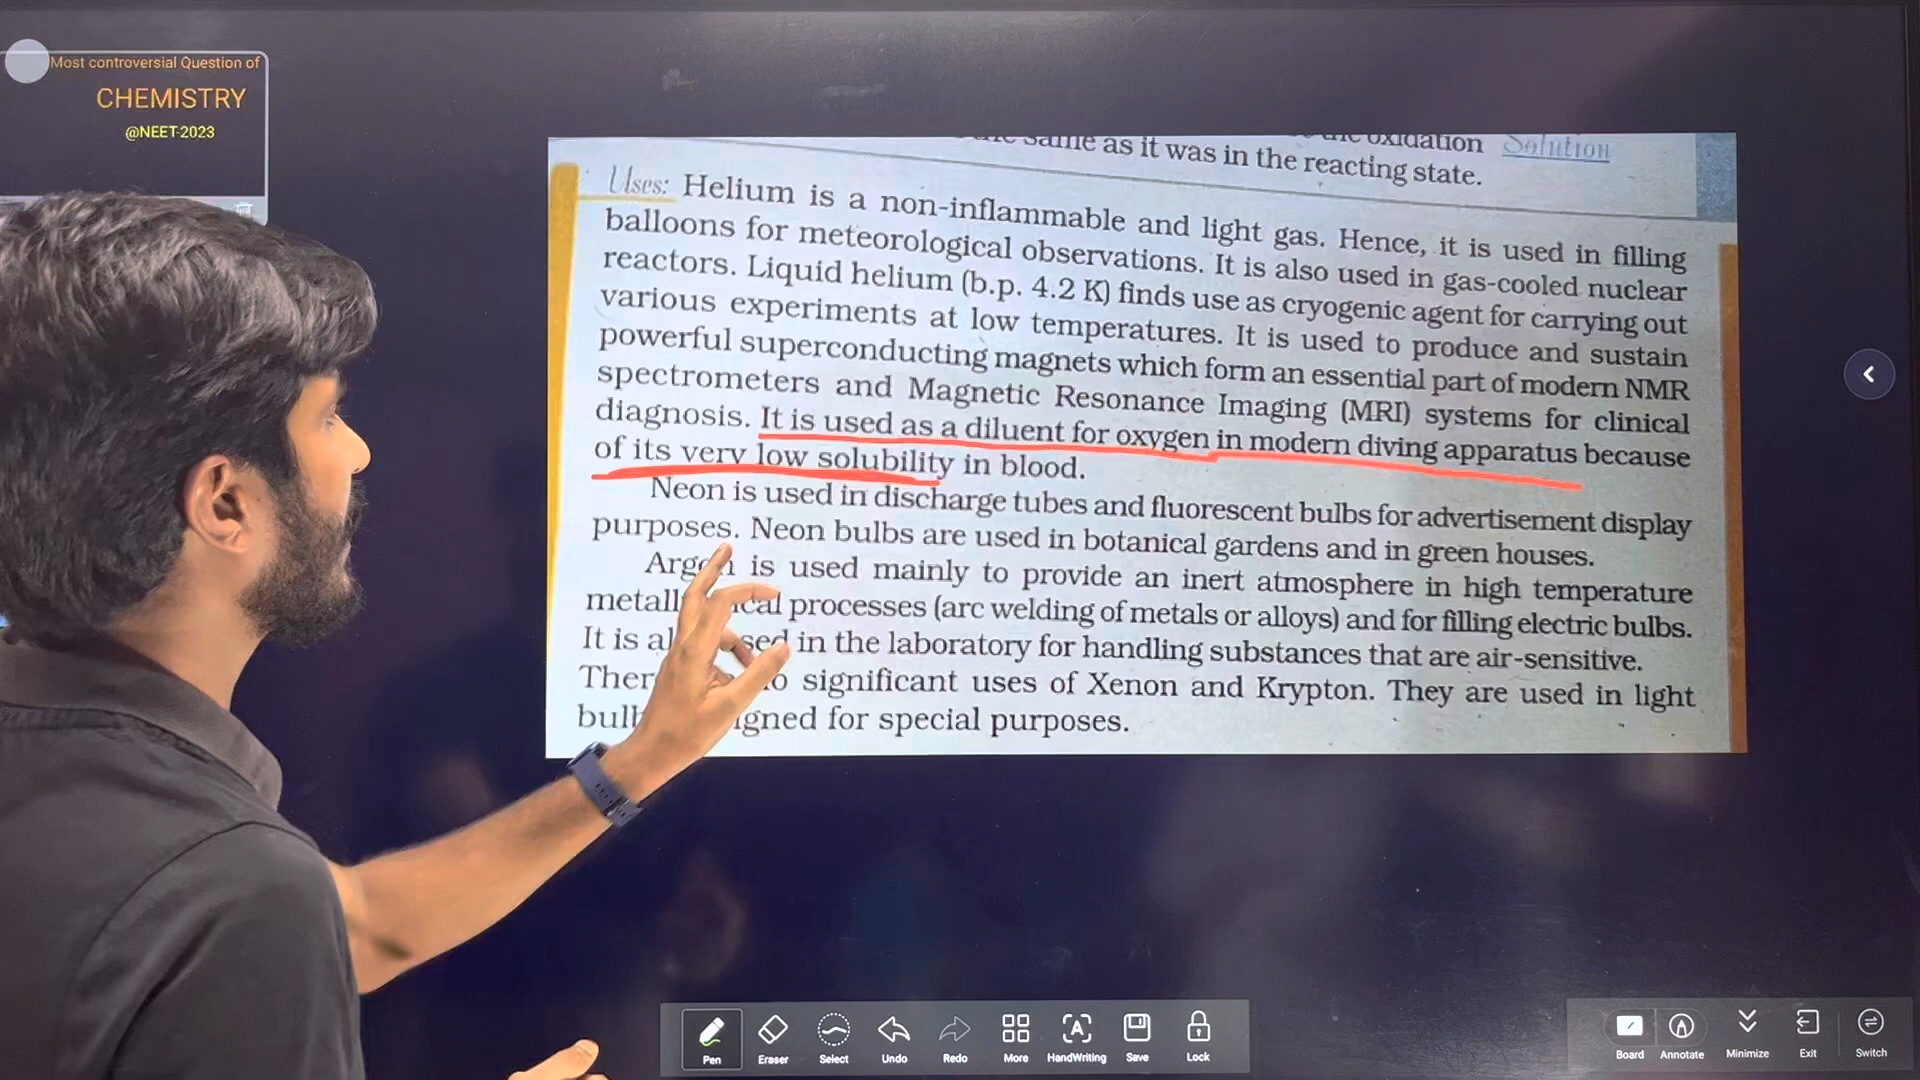 Most controversial Question of
CHEMISTRY
@NEET-2023
the same as it was in the reacting state.
the oxidation
Solution
Uses: Helium is a non-inflammable and light gas. Hence, it is used in filling
balloons for meteorological observations. It is also used in gas-cooled nuclear
reactors. Liquid helium (b.p. 4.2 K) finds use as cryogenic agent for carrying out
various experiments at low temperatures. It is used to produce and sustain
powerful superconducting magnets which form an essential part of modern NMR
spectrometers and Magnetic Resonance Imaging (MRI) systems for clinical
diagnosis. It is used as a diluent for oxygen in modern diving apparatus because
of its very low solubility in blood.
Neon is used in discharge tubes and fluorescent bulbs for advertisement display
purposes. Neon bulbs are used in botanical gardens and in green houses.
Argon is used mainly to provide an inert atmosphere in high temperature
processes (arc welding of metals or alloys) and for filling electric bulbs.
It is in the laboratory for handling substances that are air-sensitive.
significant uses of Xenon and Krypton. They are used in light
for special purposes.
Pen
Eraser
Select
Undo
Redo
More
HandWriting
Save
Lock
Board
Annotate
Minimize
Exit
Switch